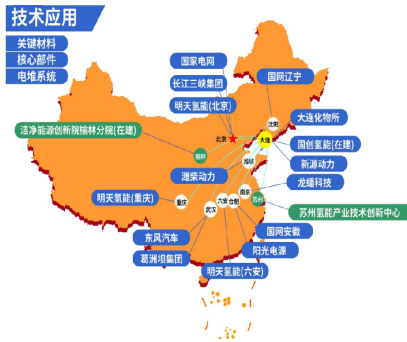 技术应用
关键材料
核心部件
电堆系统
国家电网
长江三峡集团
明天氢能(北京)
国网辽宁
大连化物所
国创氢能(在建)
新源动力
龙蟠科技
苏州氢能产业技术创新中心
洁净能源创新院榆林分院(在建)
潍柴动力
明天氢能(重庆)
东风汽车
葛洲坝集团
明天氢能(六安)
阳光电源
国网安徽
北京
沈阳
大连
榆林
潍坊
重庆
武汉
六安
合肥
南京
苏州